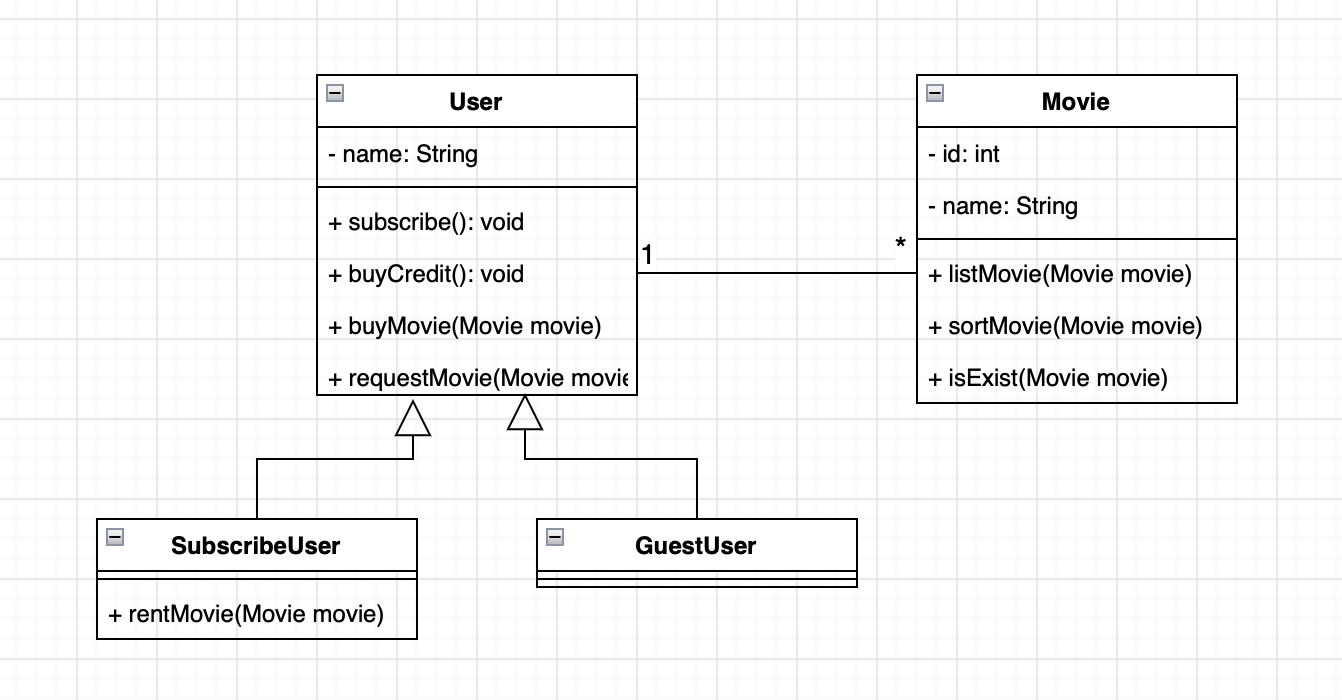 User
- name: String
+ subscribe(): void
+ buyCredit(): void
+ buyMovie(Movie movie)
+ requestMovie(Movie
1
*
Movie
- id: int
- name: String
+ listMovie(Movie movie)
+ sortMovie(Movie movie)
+ isExist(Movie movie)
SubscribeUser
+ rentMovie(Movie movie)
GuestUser